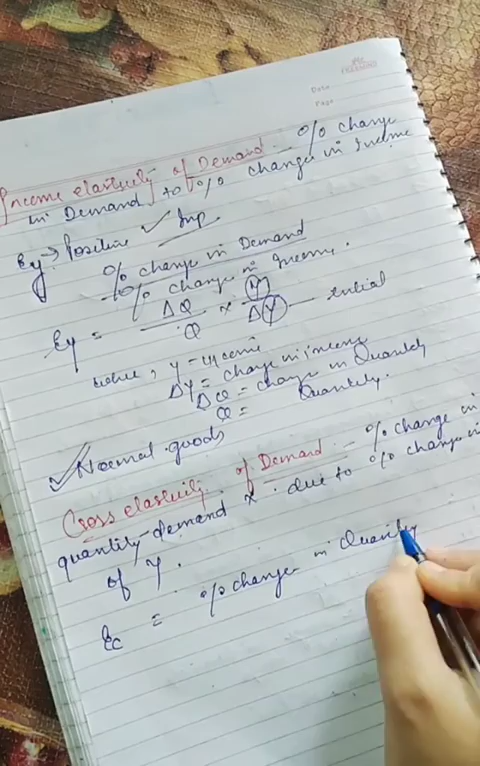 Date
Page
Income elasticity of Demand - % change
in Demand to % change in Income
Ey → Positive ✓ Imp
% change in Demand
% change in Income.
Ey = ΔQ/Q × Y/ΔY
where, Y = income
ΔY = change in income
ΔQ = change in Quantity
Q = Quantity.
✓ Normal goods
Cross elasticity of Demand - % change in
quantity demand x due to % change in
of y.
Ec = % change in Quantity